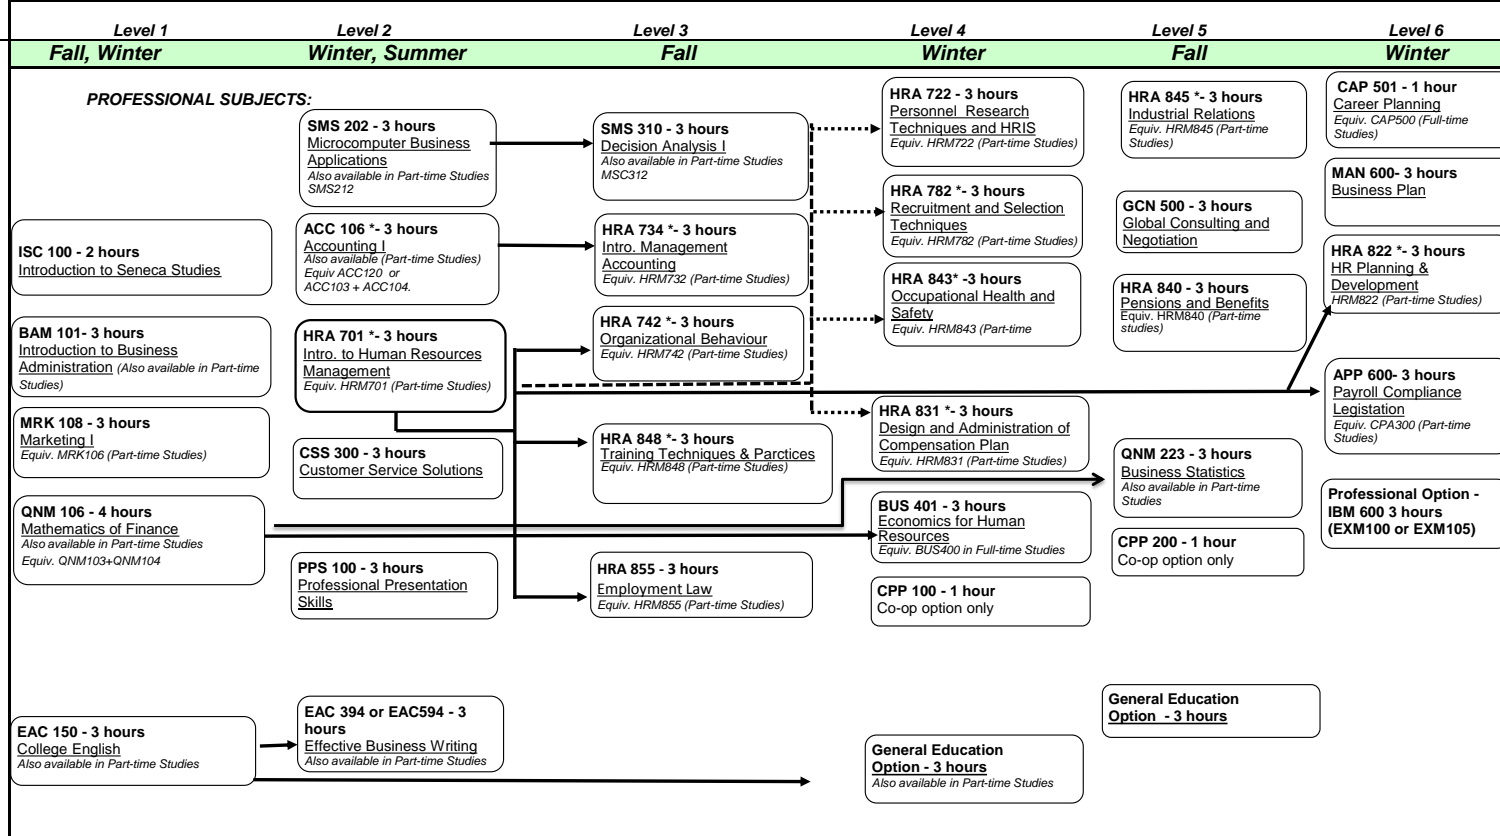 Level 1
Fall, Winter
Level 2
Winter, Summer
Level 3
Fall
Level 4
Winter
Level 5
Fall
Level 6
Winter
PROFESSIONAL SUBJECTS:
ISC 100 - 2 hours
Introduction to Seneca Studies
BAM 101- 3 hours
Introduction to Business
Administration (Also available in Part-time
Studies)
MRK 108 - 3 hours
Marketing I
Equiv. MRK106 (Part-time Studies)
QNM 106 - 4 hours
Mathematics of Finance
Also available in Part-time Studies
Equiv. QNM103+QNM104
EAC 150 - 3 hours
College English
Also available in Part-time Studies
SMS 202 - 3 hours
Microcomputer Business
Applications
Also available in Part-time Studies
SMS212
ACC 106 *- 3 hours
Accounting I
Also available (Part-time Studies)
Equiv ACC120 or
ACC103 + ACC104.
HRA 701 *- 3 hours
Intro. to Human Resources
Management
Equiv. HRM701 (Part-time Studies)
CSS 300 - 3 hours
Customer Service Solutions
PPS 100 - 3 hours
Professional Presentation
Skills
EAC 394 or EAC594 - 3
hours
Effective Business Writing
Also available in Part-time Studies
SMS 310 - 3 hours
Decision Analysis I
Also available in Part-time Studies
MSC312
HRA 734 *- 3 hours
Intro. Management
Accounting
Equiv. HRM732 (Part-time Studies)
HRA 742 *- 3 hours
Organizational Behaviour
Equiv. HRM742 (Part-time Studies)
HRA 848 *- 3 hours
Training Techniques & Parctices
Equiv. HRM848 (Part-time Studies)
HRA 855 - 3 hours
Employment Law
Equiv. HRM855 (Part-time Studies)
HRA 722 - 3 hours
Personnel Research
Techniques and HRIS
Equiv. HRM722 (Part-time Studies)
HRA 782 *- 3 hours
Recruitment and Selection
Techniques
Equiv. HRM782 (Part-time Studies)
HRA 843* -3 hours
Occupational Health and
Safety
Equiv. HRM843 (Part-time
HRA 831 *- 3 hours
Design and Administration of
Compensation Plan
Equiv. HRM831 (Part-time Studies)
BUS 401 - 3 hours
Economics for Human
Resources
Equiv. BUS400 in Full-time Studies
CPP 100 - 1 hour
Co-op option only
General Education
Option - 3 hours
Also available in Part-time Studies
HRA 845 *- 3 hours
Industrial Relations
Equiv. HRM845 (Part-time
Studies)
GCN 500 - 3 hours
Global Consulting and
Negotiation
HRA 840 - 3 hours
Pensions and Benefits
Equiv. HRM840 (Part-time
studies)
QNM 223 - 3 hours
Business Statistics
Also available in Part-time
Studies
CPP 200 - 1 hour
Co-op option only
General Education
Option - 3 hours
CAP 501 - 1 hour
Career Planning
Equiv. CAP500 (Full-time
Studies)
MAN 600- 3 hours
Business Plan
HRA 822 *- 3 hours
HR Planning &
Development
HRM822 (Part-time Studies)
APP 600- 3 hours
Payroll Compliance
Legistation
Equiv. CPA300 (Part-time
Studies)
Professional Option -
IBM 600 3 hours
(EXM100 or EXM105)